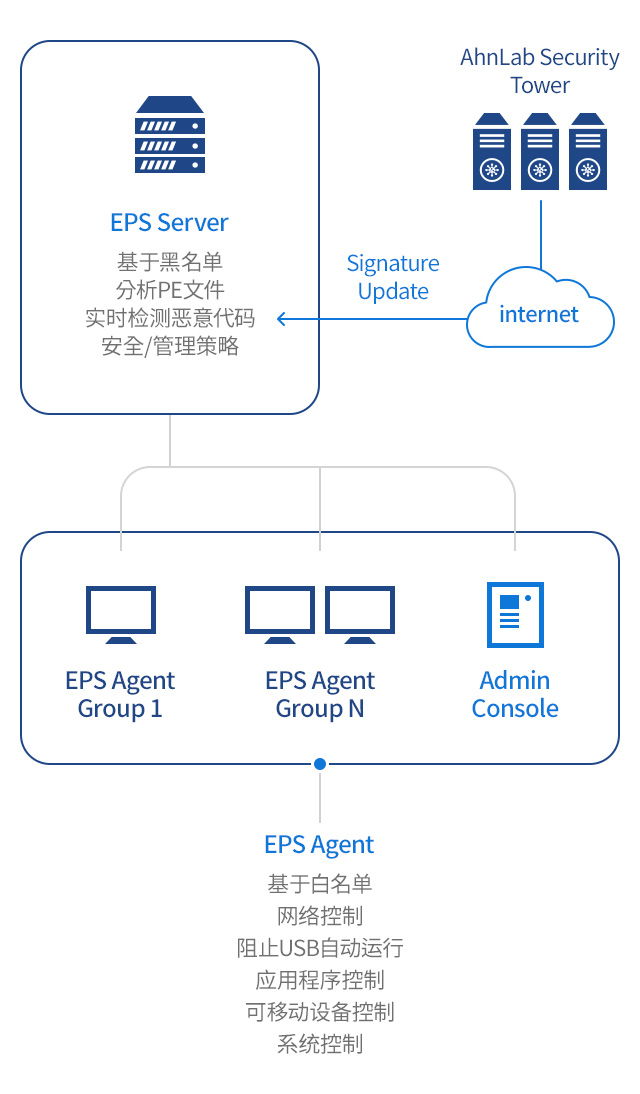 AhnLab Security
Tower
EPS Server
基于黑名单
分析PE文件
实时检测恶意代码
安全/管理策略
Signature
Update
internet
EPS Agent
Group 1
EPS Agent
Group N
Admin
Console
EPS Agent
基于白名单
网络控制
阻止USB自动运行
应用程序控制
可移动设备控制
系统控制